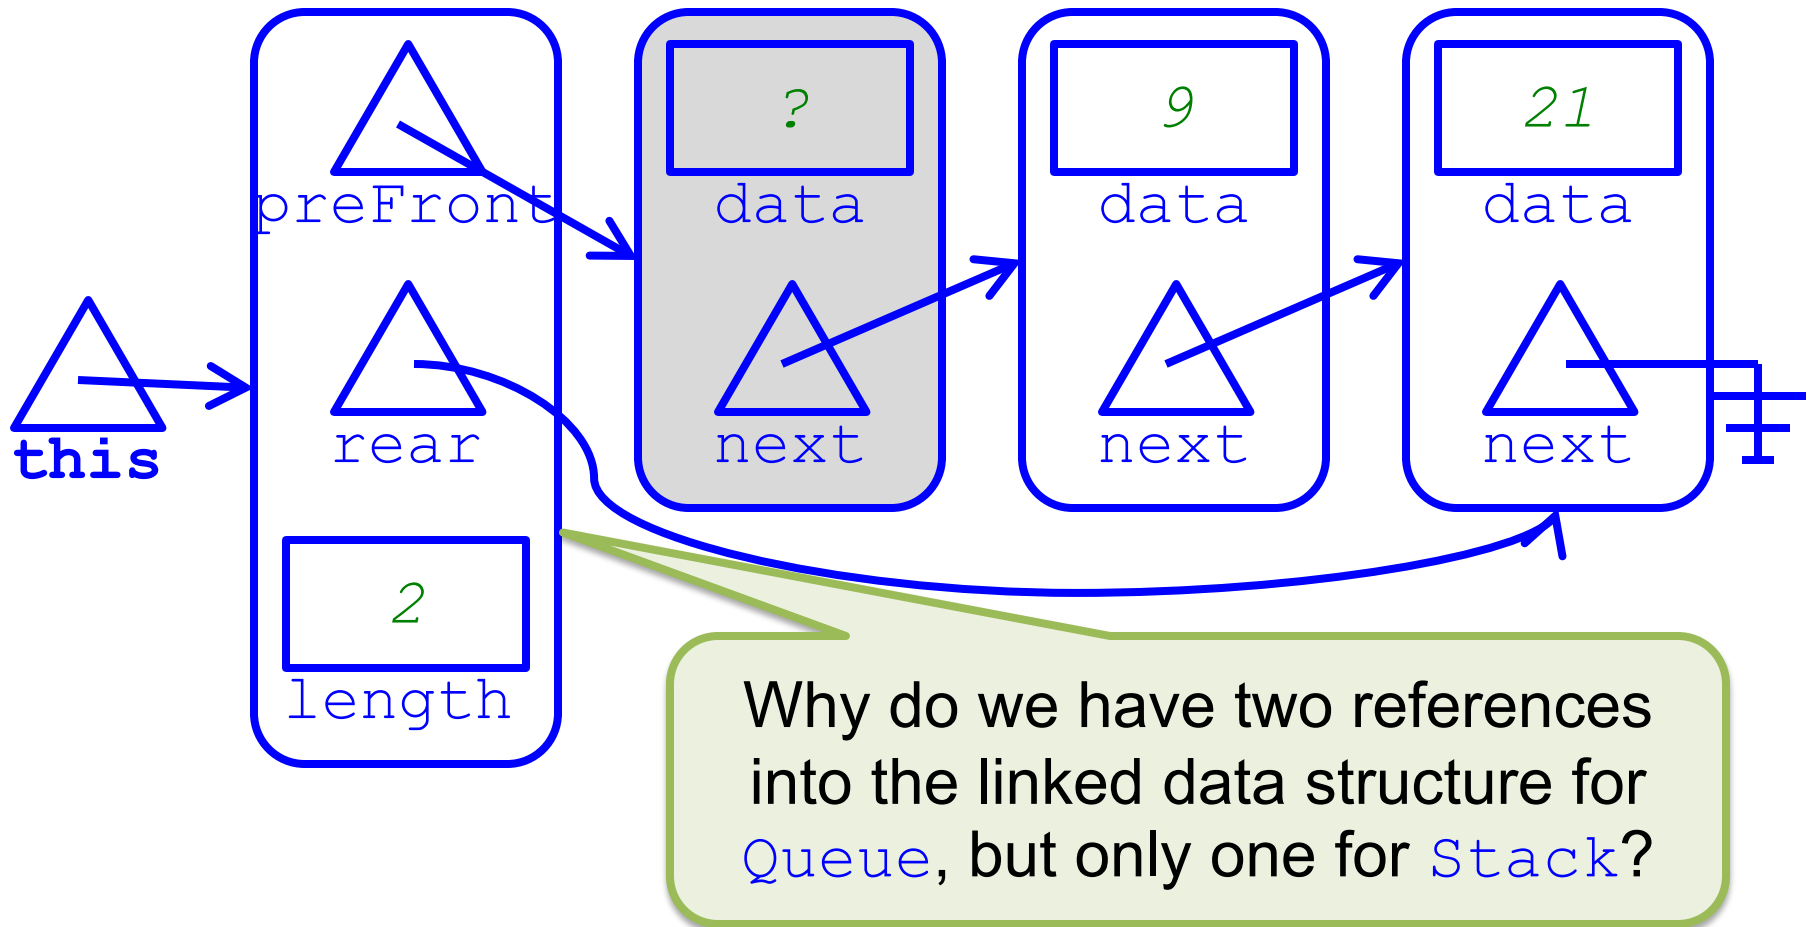 ? 9 21
preFront data data data
this rear next next next
2
length
Why do we have two references
into the linked data structure for
Queue, but only one for Stack?